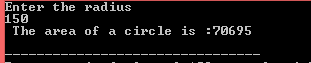 Enter the radius
150
The area of a circle is :70695
--------------------------------